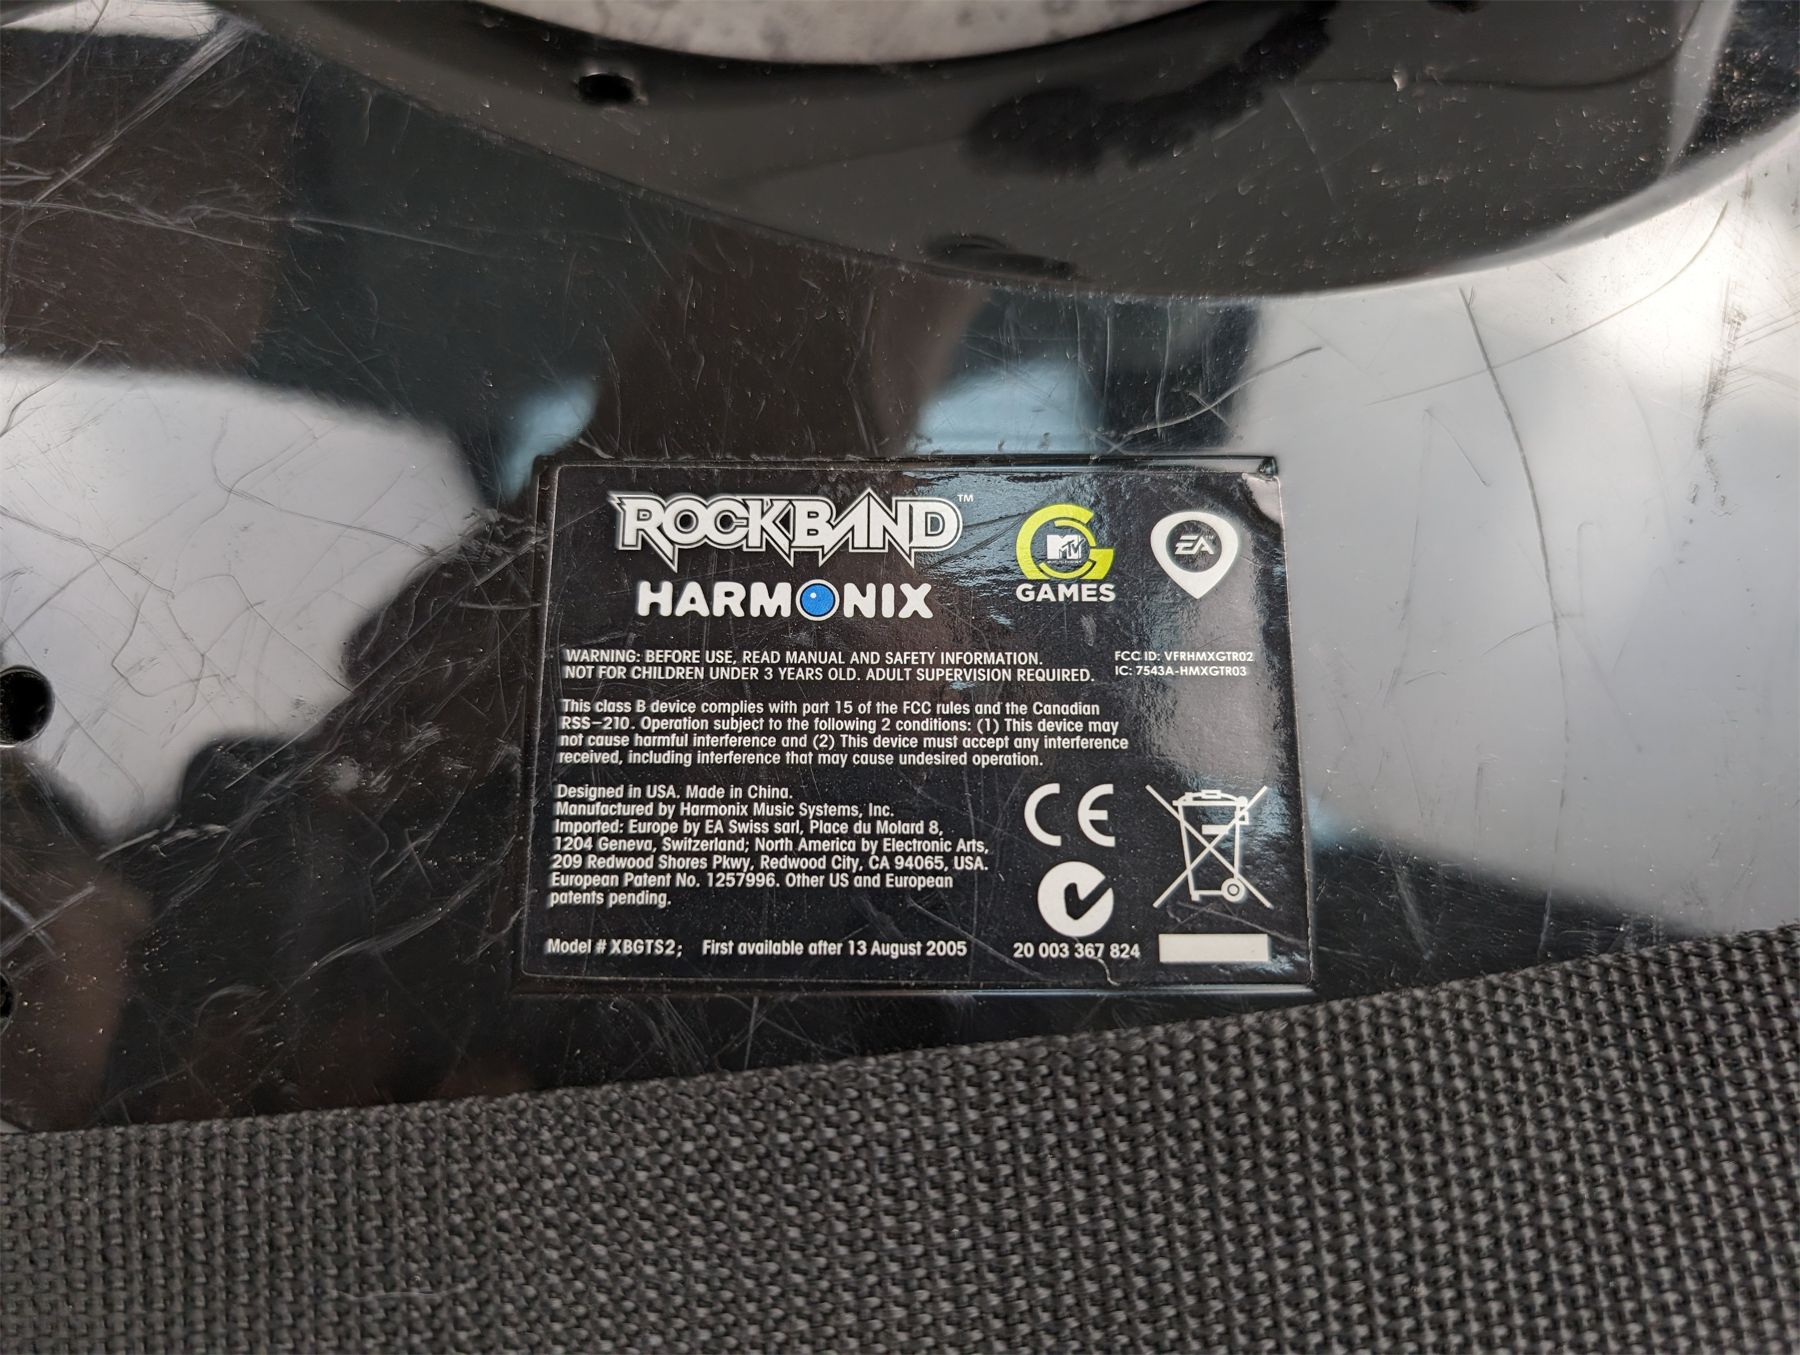 ROCKBAND™
HARMONIX
MTV
GAMES
EA™
WARNING: BEFORE USE, READ MANUAL AND SAFETY INFORMATION.
NOT FOR CHILDREN UNDER 3 YEARS OLD. ADULT SUPERVISION REQUIRED.
FCC ID: VFRHMXGTR02
IC: 7543A-HMXGTR03
This class B device complies with part 15 of the FCC rules and the Canadian
RSS-210. Operation subject to the following 2 conditions: (1) This device may
not cause harmful interference and (2) This device must accept any interference
received, including interference that may cause undesired operation.
Designed in USA. Made in China.
Manufactured by Harmonix Music Systems, Inc.
Imported: Europe by EA Swiss sarl, Place du Molard 8,
1204 Geneva, Switzerland; North America by Electronic Arts,
209 Redwood Shores Pkwy, Redwood City, CA 94065, USA.
European Patent No. 1257996. Other US and European
patents pending.
CE
Model # XBGTS2; First available after 13 August 2005
20 003 367 824